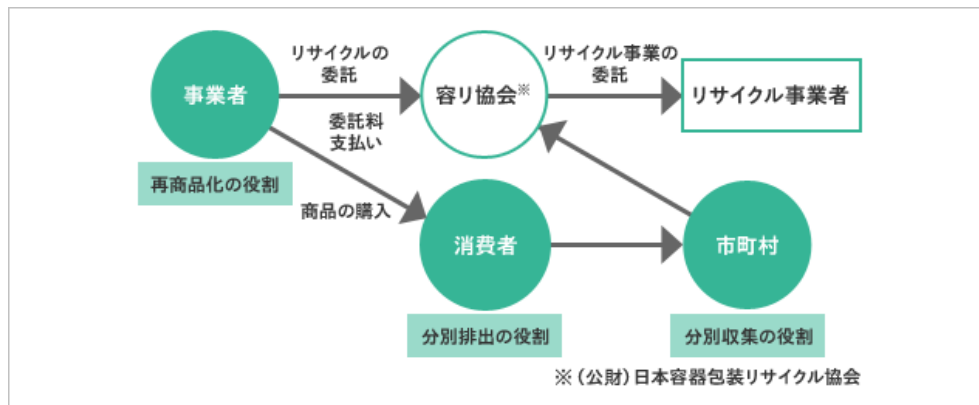 リサイクルの
委託
リサイクル事業の
委託
事業者
容リ協会※
リサイクル事業者
委託料
支払い
再商品化の役割
商品の購入
消費者
市町村
分別排出の役割
分別収集の役割
※（公財）日本容器包装リサイクル協会